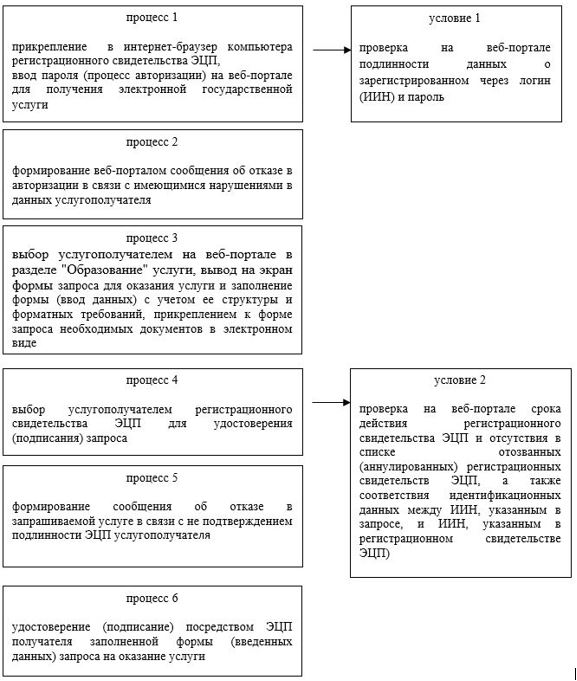 процесс 1
прикрепление в интернет-браузер компьютера
регистрационного свидетельства ЭЦП,
ввод пароля (процесс авторизации) на веб-портале
для получения электронной государственной
услуги
условие 1
проверка на веб-портале
подлинности данных о
зарегистрированном через логин
(ИИН) и пароль
процесс 2
формирование веб-порталом сообщения об отказе в
авторизации в связи с имеющимися нарушениями в
данных услугополучателя
процесс 3
выбор услугополучателем на веб-портале в
разделе "Образование" услуги, вывод на экран
формы запроса для оказания услуги и заполнение
формы (ввод данных) с учетом ее структуры и
форматных требований, прикреплением к форме
запроса необходимых документов в электронном
виде
процесс 4
выбор услугополучателем регистрационного
свидетельства ЭЦП для удостоверения
(подписания) запроса
условие 2
проверка на веб-портале срока
действия регистрационного
свидетельства ЭЦП и отсутствия в
списке отозванных
(аннулированных) регистрационных
свидетельств ЭЦП, а также
соответствия идентификационных
данных между ИИН, указанным в
запросе, и ИИН, указанным в
регистрационном свидетельстве
ЭЦП)
процесс 5
формирование сообщения об отказе в
запрашиваемой услуге в связи с не подтверждением
подлинности ЭЦП услугополучателя
процесс 6
удостоверение (подписание) посредством ЭЦП
получателя заполненной формы (введенных
данных) запроса на оказание услуги